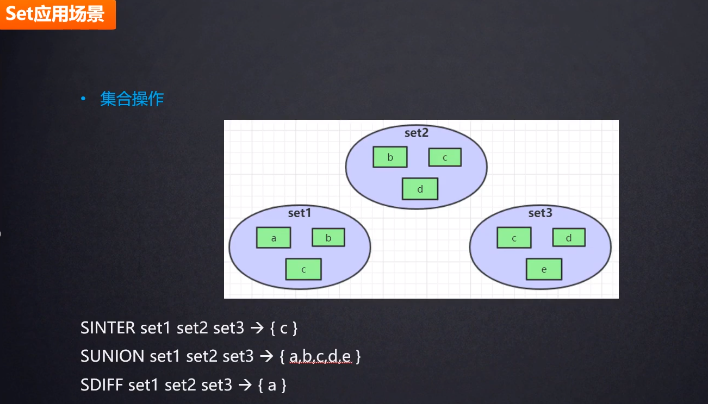 Set应用场景
• 集合操作
set2
b c
d
set1
a b
c
set3
c d
e
SINTER set1 set2 set3 → { c }
SUNION set1 set2 set3 → { a,b,c,d,e }
SDIFF set1 set2 set3 → { a }